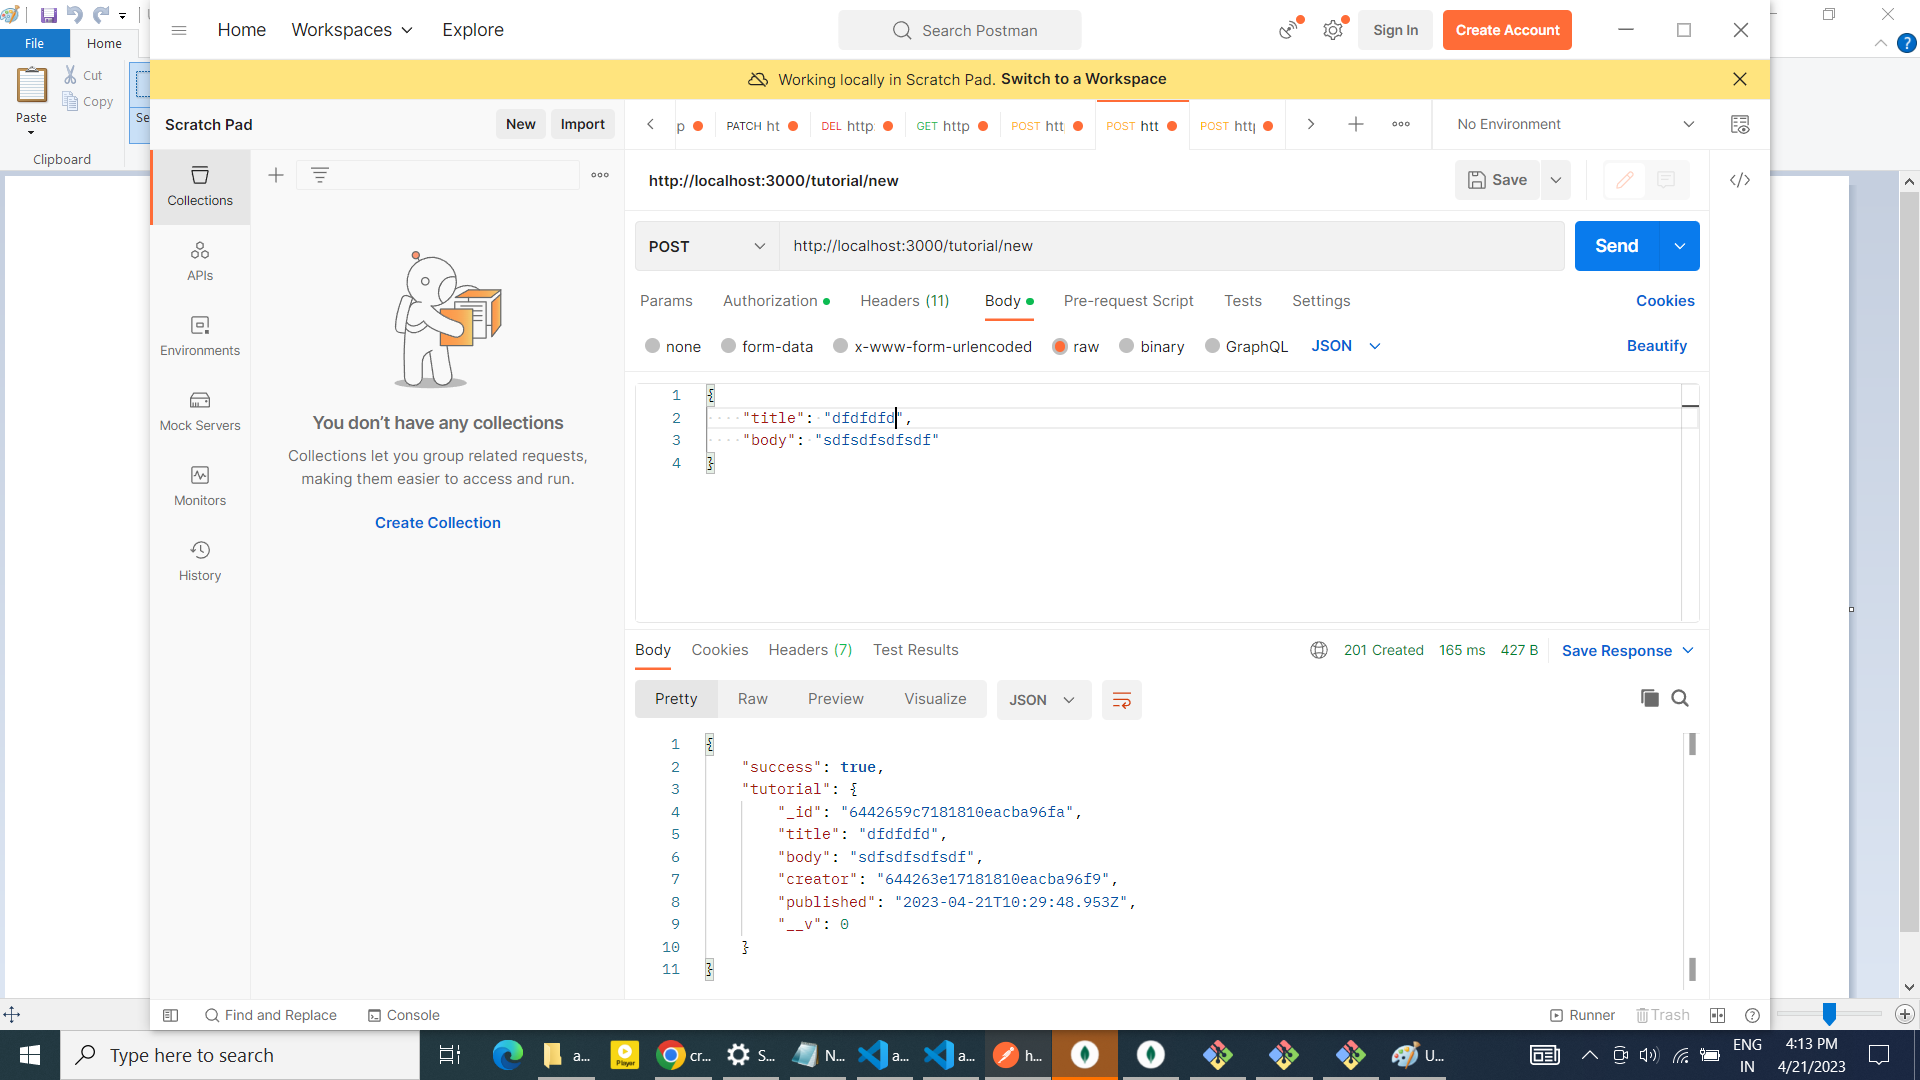 Home Workspaces Explore
Search Postman
Sign In Create Account
File Home
Working locally in Scratch Pad. Switch to a Workspace
Cut
Copy
Paste
Se
Clipboard
Scratch Pad New Import
p PATCH ht DEL http GET http POST htt POST htt POST htt
No Environment
Collections
APIs
Environments
Mock Servers
Monitors
History
You don't have any collections
Collections let you group related requests,
making them easier to access and run.
Create Collection
http://localhost:3000/tutorial/new
Save
POST http://localhost:3000/tutorial/new Send
Params Authorization Headers (11) Body Pre-request Script Tests Settings Cookies
none form-data x-www-form-urlencoded raw binary GraphQL JSON Beautify
1 {
2 "title": "dfdfdfd",
3 "body": "sdfsdfsdfsdf"
4 }
Body Cookies Headers (7) Test Results 201 Created 165 ms 427 B Save Response
Pretty Raw Preview Visualize JSON
1 {
2 "success": true,
3 "tutorial": {
4 "_id": "6442659c7181810eacba96fa",
5 "title": "dfdfdfd",
6 "body": "sdfsdfsdfsdf",
7 "creator": "644263e17181810eacba96f9",
8 "published": "2023-04-21T10:29:48.953Z",
9 "__v": 0
10 }
11 }
Find and Replace Console Runner Trash
Type here to search
a... Player cr... S... N... a... a... h... U...
ENG
IN
4:13 PM
4/21/2023